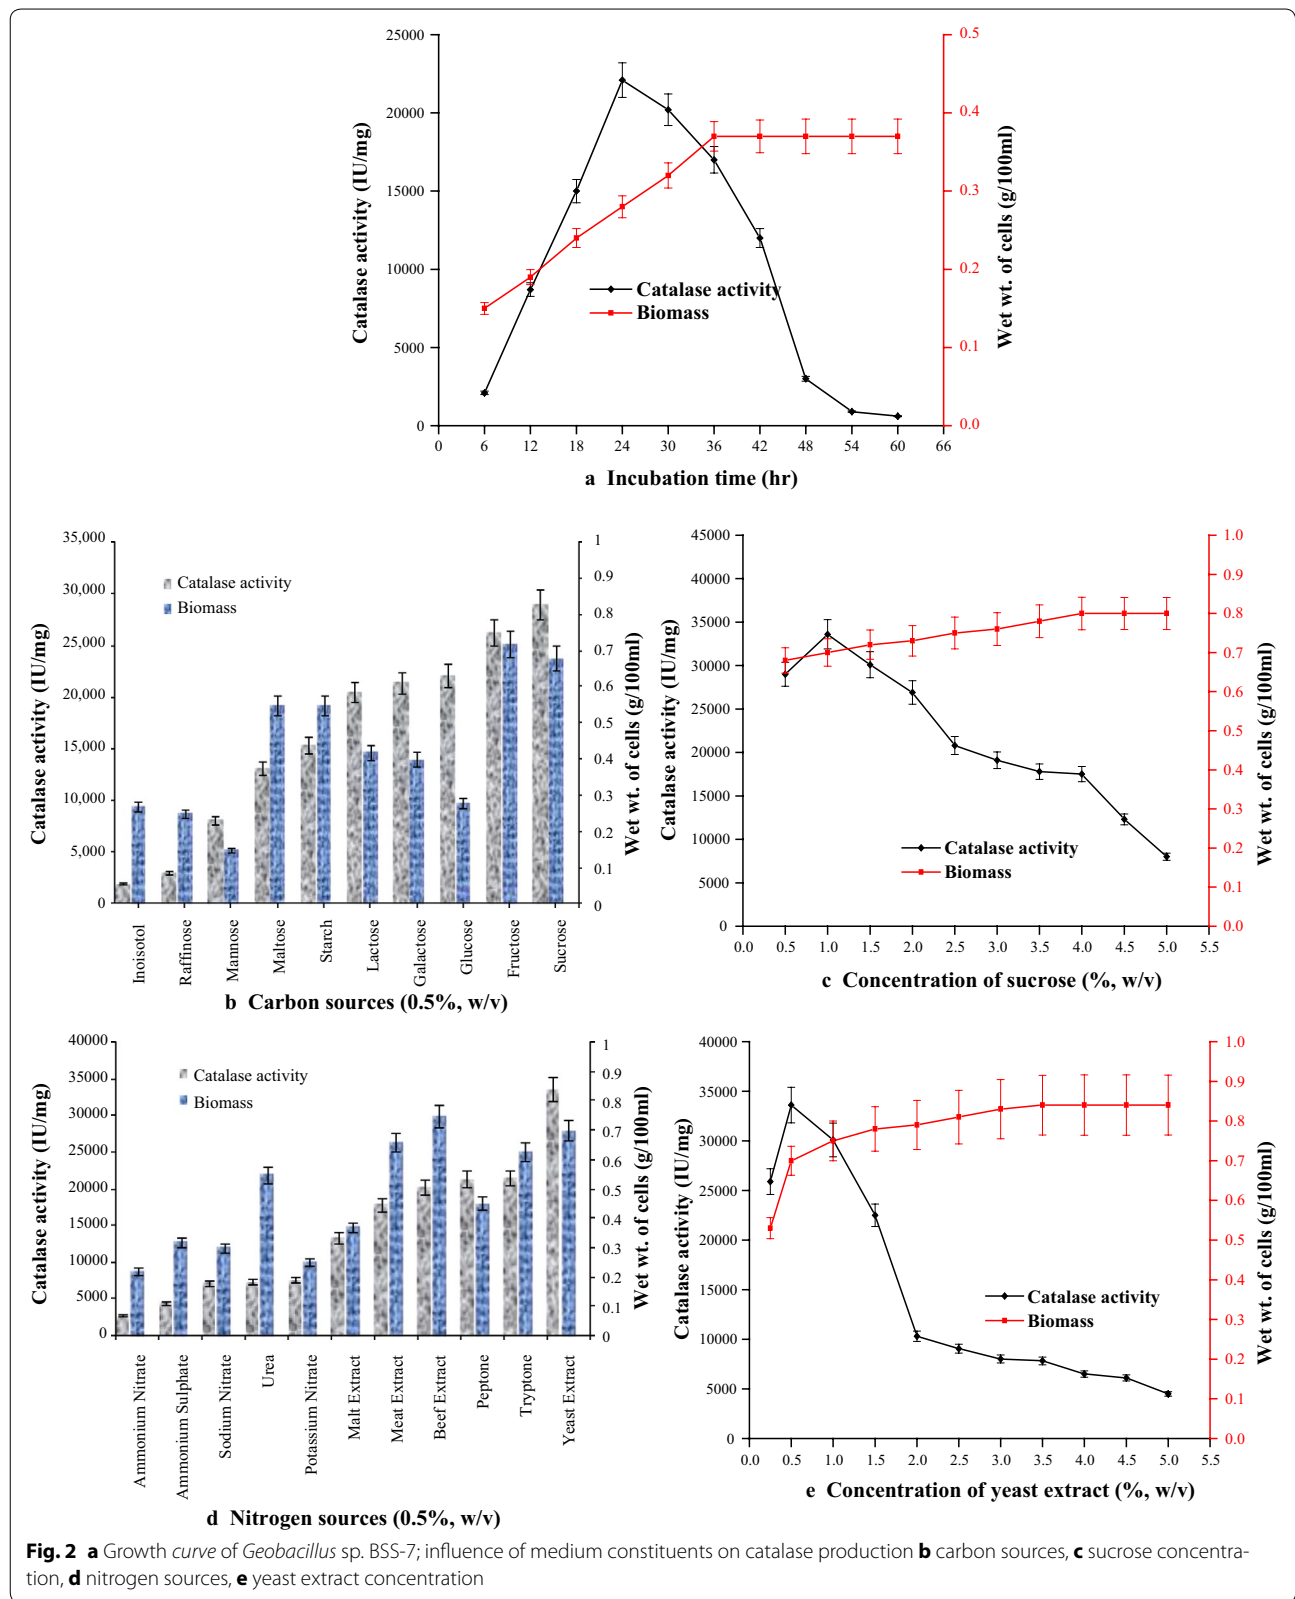 25000
20000
15000
10000
5000
0
Catalase activity (IU/mg)
0.5
0.4
0.3
0.2
0.1
0.0
Wet wt. of cells (g/100ml)
Catalase activity
Biomass
0 6 12 18 24 30 36 42 48 54 60 66
a Incubation time (hr)
35,000
30,000
25,000
20,000
15,000
10,000
5,000
0
Catalase activity (IU/mg)
Catalase activity
Biomass
1
0.9
0.8
0.7
0.6
0.5
0.4
0.3
0.2
0.1
0
Wet wt. of cells (g/100ml)
Inoisotol
Raffinose
Mannose
Maltose
Starch
Lactose
Galactose
Glucose
Fructose
Sucrose
b Carbon sources (0.5%, w/v)
45000
40000
35000
30000
25000
20000
15000
10000
5000
0
Catalase activity (IU/mg)
1.0
0.9
0.8
0.7
0.6
0.5
0.4
0.3
0.2
0.1
0.0
Wet wt. of cells (g/100ml)
Catalase activity
Biomass
0.0 0.5 1.0 1.5 2.0 2.5 3.0 3.5 4.0 4.5 5.0 5.5
c Concentration of sucrose (%, w/v)
40000
35000
30000
25000
20000
15000
10000
5000
0
Catalase activity (IU/mg)
Catalase activity
Biomass
1
0.9
0.8
0.7
0.6
0.5
0.4
0.3
0.2
0.1
0
Wet wt. of cells (g/100ml)
Ammonium Nitrate
Ammonium Sulphate
Sodium Nitrate
Urea
Potassium Nitrate
Malt Extract
Meat Extract
Beef Extract
Peptone
Tryptone
Yeast Extract
d Nitrogen sources (0.5%, w/v)
40000
35000
30000
25000
20000
15000
10000
5000
0
Catalase activity (IU/mg)
1.0
0.9
0.8
0.7
0.6
0.5
0.4
0.3
0.2
0.1
0.0
Wet wt. of cells (g/100ml)
Catalase activity
Biomass
0.0 0.5 1.0 1.5 2.0 2.5 3.0 3.5 4.0 4.5 5.0 5.5
e Concentration of yeast extract (%, w/v)
Fig. 2 a Growth curve of Geobacillus sp. BSS-7; influence of medium constituents on catalase production b carbon sources, c sucrose concentra-
tion, d nitrogen sources, e yeast extract concentration